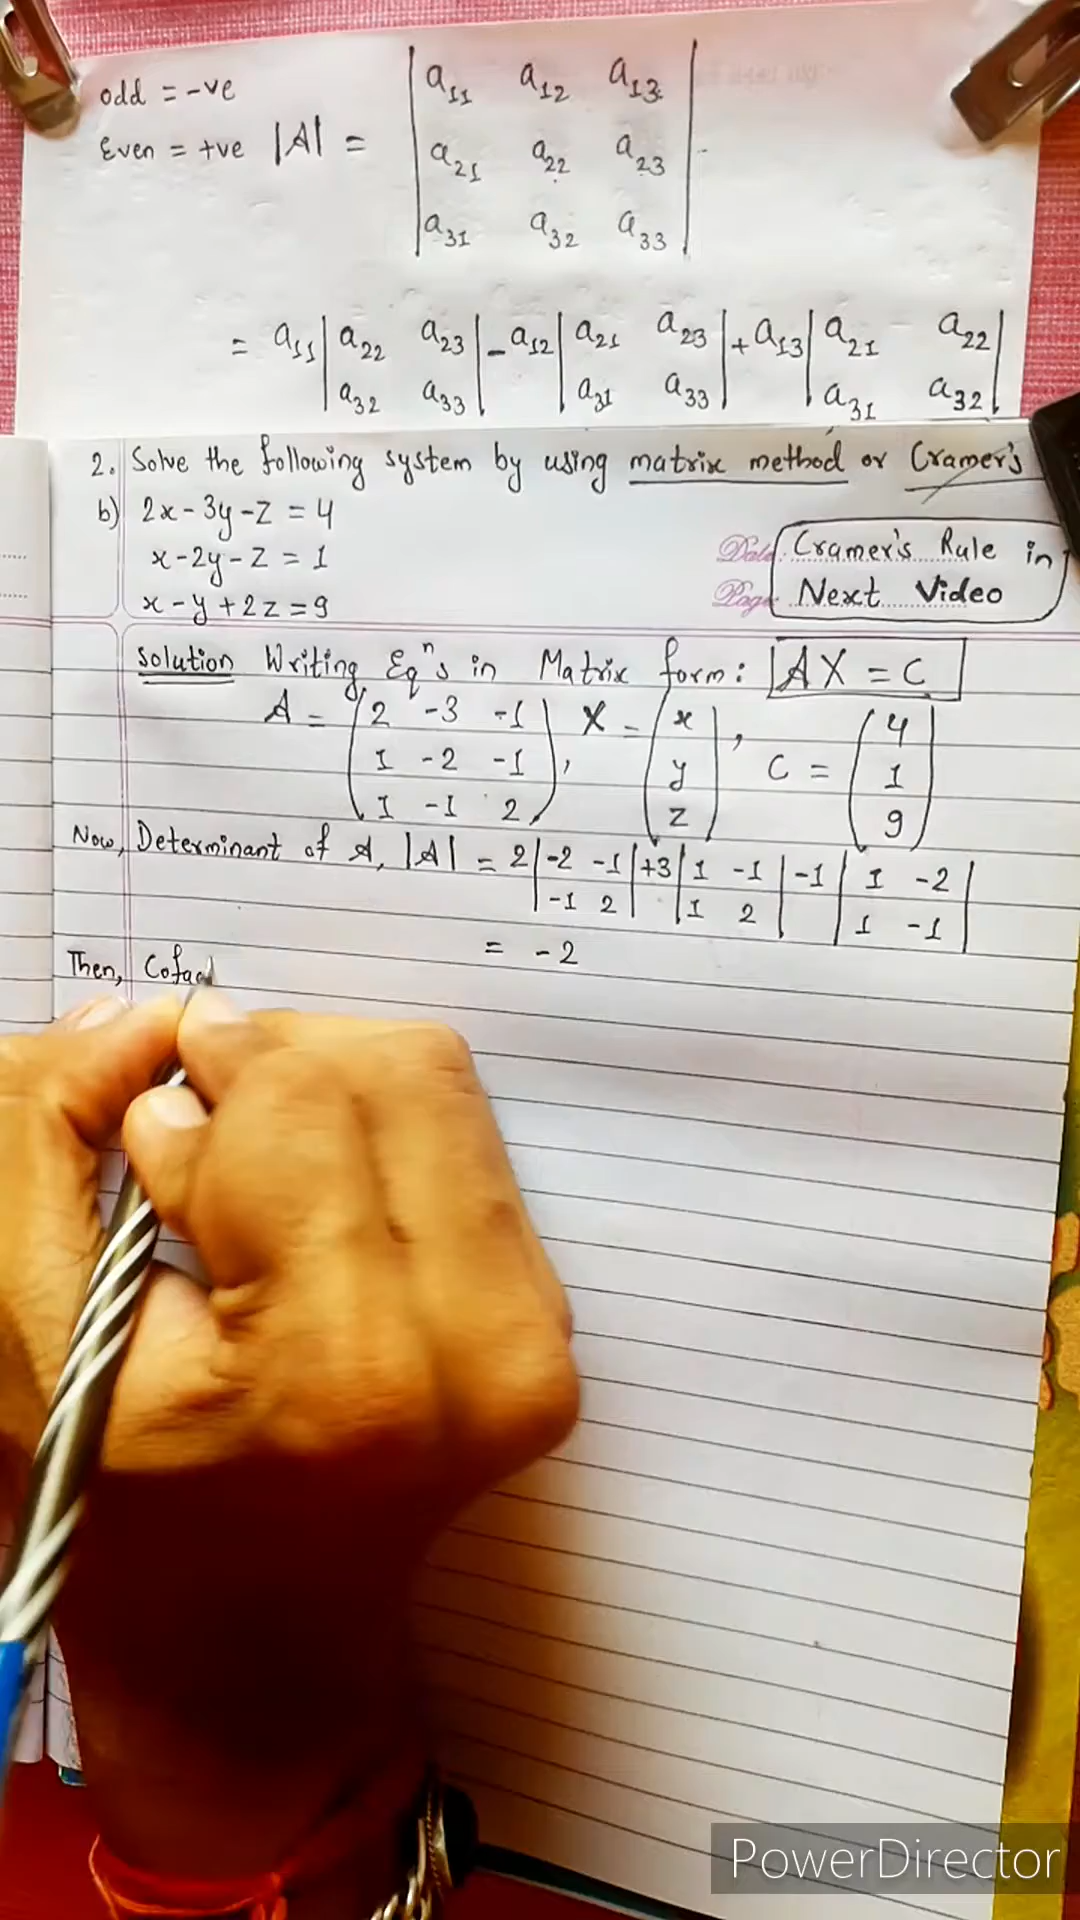 odd = -ve
Even = +ve |A| = | a11 a12 a13 |
| a21 a22 a23 |
| a31 a32 a33 |
= a11 | a22 a23 | - a12 | a21 a23 | + a13 | a21 a22 |
| a32 a33 | | a31 a33 | | a31 a32 |
2. Solve the following system by using matrix method or Cramer's
b) 2x - 3y - z = 4
x - 2y - z = 1
x - y + 2z = 9
Date: Cramer's Rule in
Page: Next Video
Solution Writing Eqⁿs in Matrix form: AX = C
A = ( 2 -3 -1 ) , X = ( x ) , C = ( 4 )
( 1 -2 -1 ) ( y ) ( 1 )
( 1 -1 2 ) ( z ) ( 9 )
Now, Determinant of A, |A| = 2 | -2 -1 | +3 | 1 -1 | -1 | 1 -2 |
| -1 2 | | 1 2 | | 1 -1 |
= -2
Then, Cofac
PowerDirector